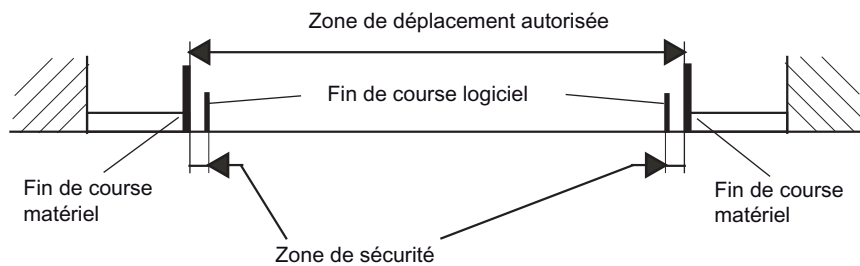 Zone de déplacement autorisée
Fin de course logiciel
Fin de course
matériel
Fin de course
matériel
Zone de sécurité